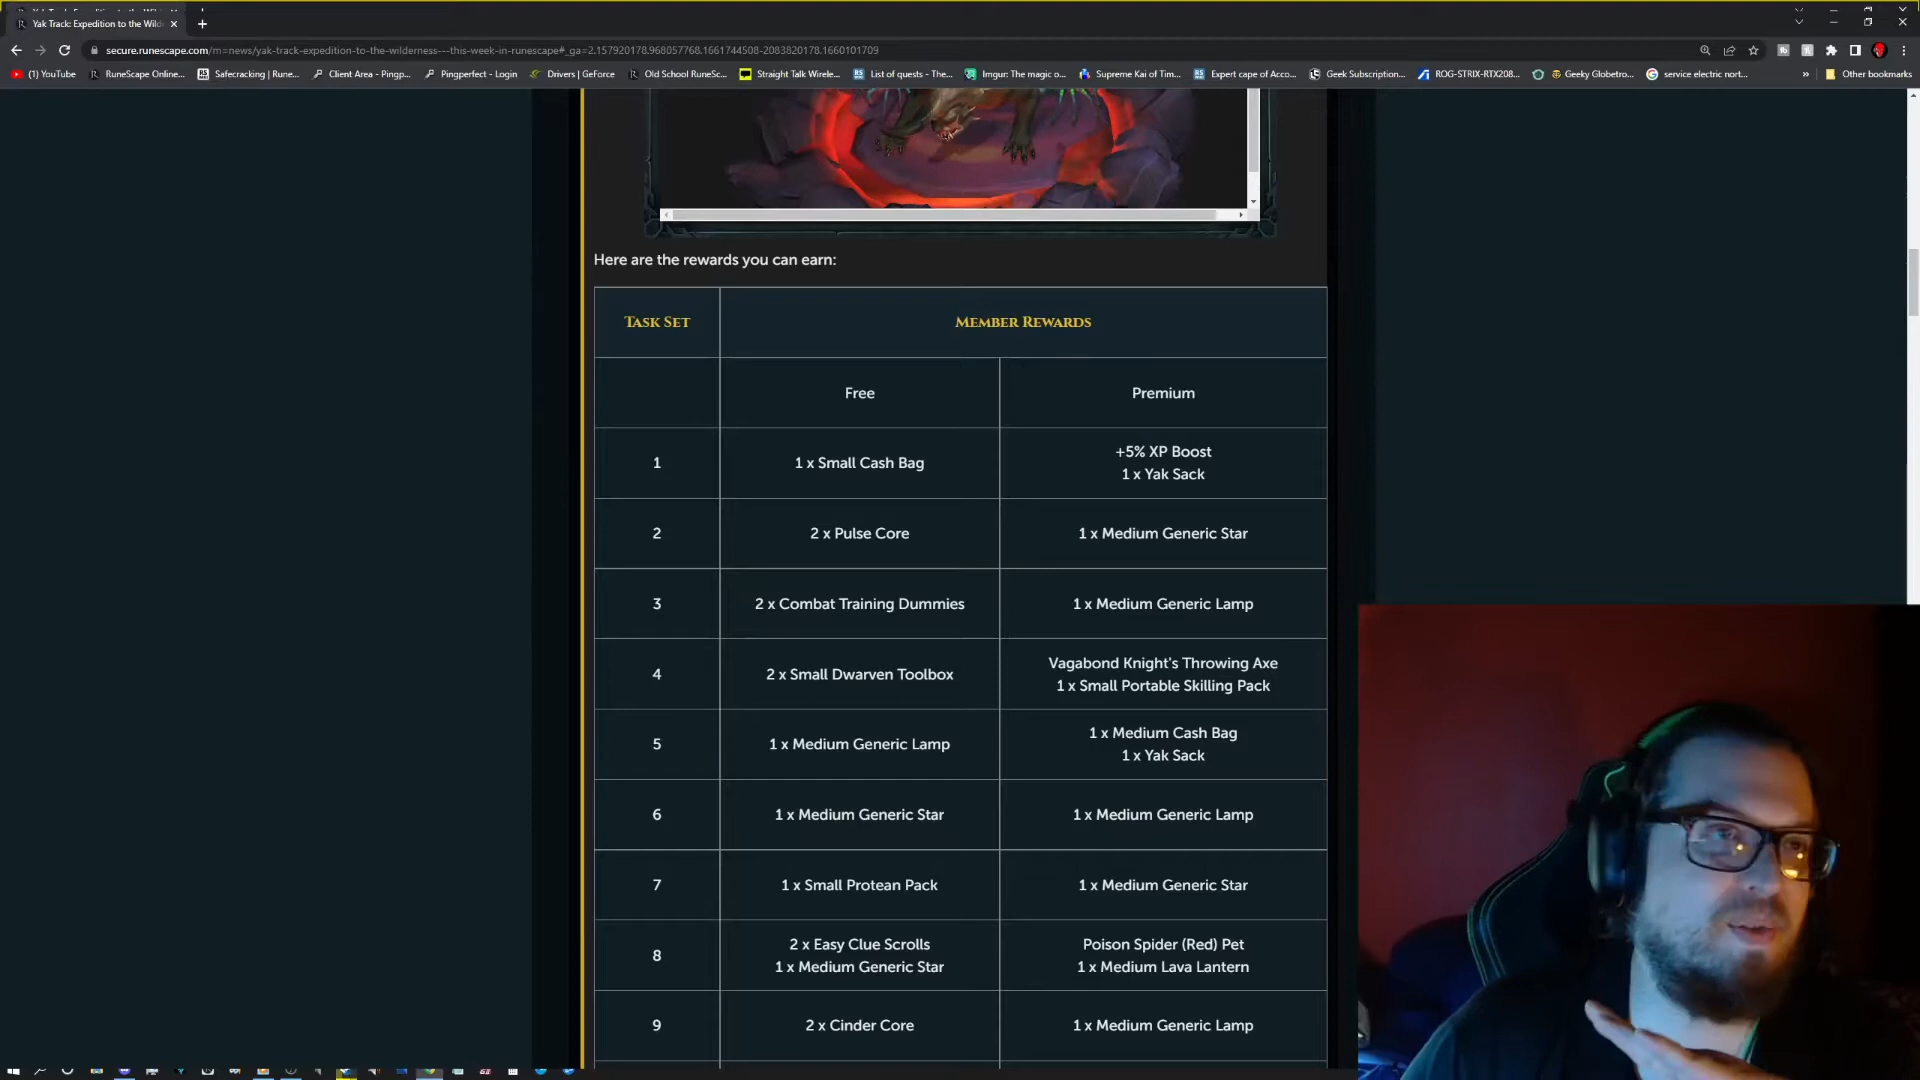 Yak Track: Expedition to the Wild
secure.runescape.com/m=news/yak-track-expedition-to-the-wilderness---this-week-in-runescape#_ga=2.157920178.968057768.1661744508-2083820178.1660101709
(1) YouTube
RuneScape Online...
Safecracking | Rune...
Client Area - Pingp...
Pingperfect - Login
Drivers | GeForce
Old School RuneSc...
Straight Talk Wirele...
List of quests - The...
Imgur: The magic o...
Supreme Kai of Tim...
Expert cape of Acco...
Geek Subscription...
ROG-STRIX-RTX208...
Geeky Globetro...
service electric nort...
»
Other bookmarks
Here are the rewards you can earn:
Task Set
Member Rewards
Free
Premium
1
1 x Small Cash Bag
+5% XP Boost
1 x Yak Sack
2
2 x Pulse Core
1 x Medium Generic Star
3
2 x Combat Training Dummies
1 x Medium Generic Lamp
4
2 x Small Dwarven Toolbox
Vagabond Knight's Throwing Axe
1 x Small Portable Skilling Pack
5
1 x Medium Generic Lamp
1 x Medium Cash Bag
1 x Yak Sack
6
1 x Medium Generic Star
1 x Medium Generic Lamp
7
1 x Small Protean Pack
1 x Medium Generic Star
8
2 x Easy Clue Scrolls
1 x Medium Generic Star
Poison Spider (Red) Pet
1 x Medium Lava Lantern
9
2 x Cinder Core
1 x Medium Generic Lamp